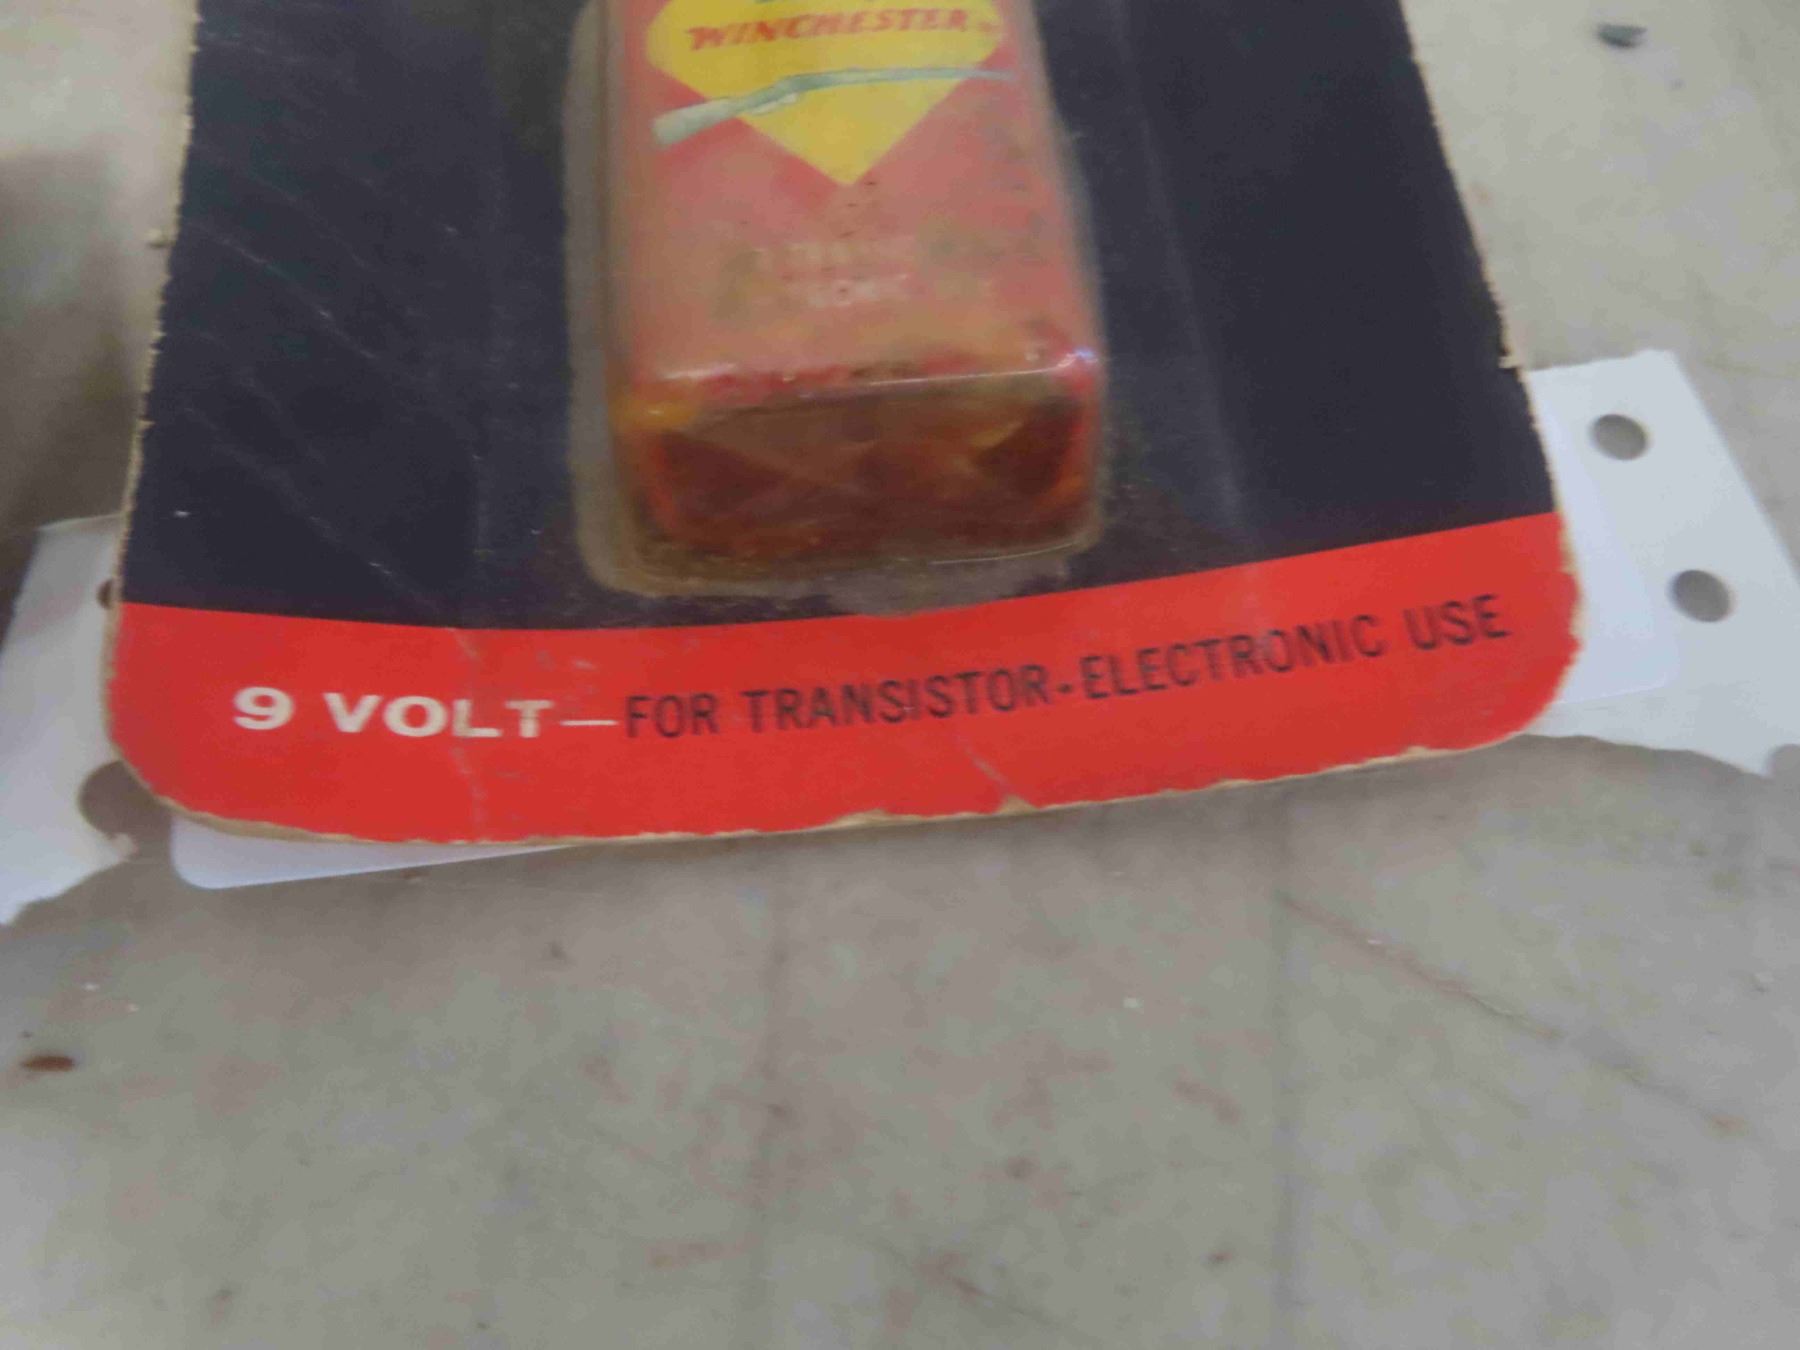 WINCHESTER
9 VOLT—FOR TRANSISTOR-ELECTRONIC USE